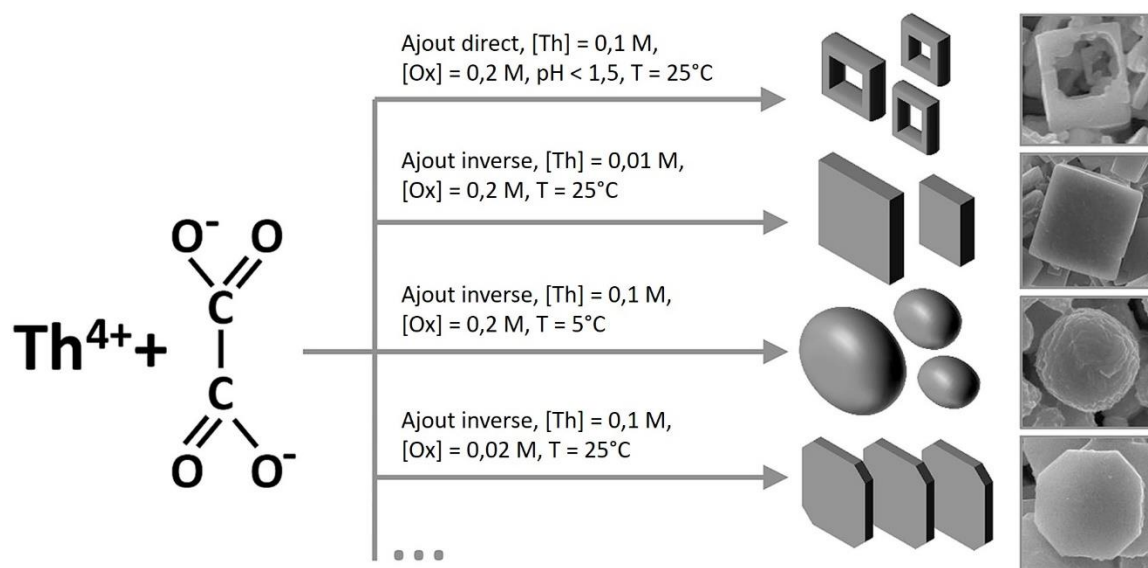 Ajout direct, [Th] = 0,1 M,
[Ox] = 0,2 M, pH < 1,5, T = 25°C
Ajout inverse, [Th] = 0,01 M,
[Ox] = 0,2 M, T = 25°C
O⁻ O
C
Ajout inverse, [Th] = 0,1 M,
[Ox] = 0,2 M, T = 5°C
Th⁴⁺+
C
Ajout inverse, [Th] = 0,1 M,
[Ox] = 0,02 M, T = 25°C
O O⁻
...